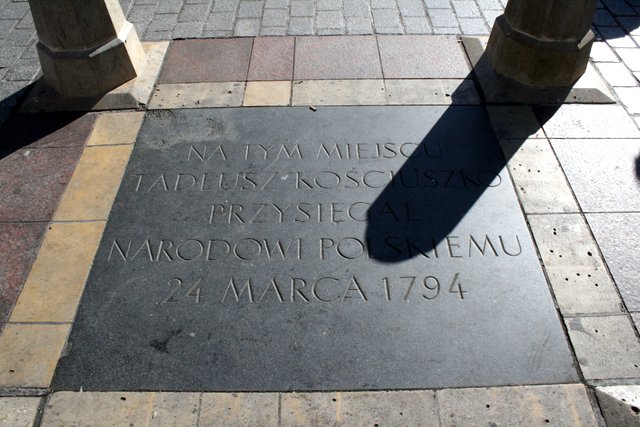 NA TYM MIEJSCU
TADEUSZ KOŚCIUSZKO
PRZYSIĘGAŁ
NARODOWI POLSKIEMU
24 MARCA 1794